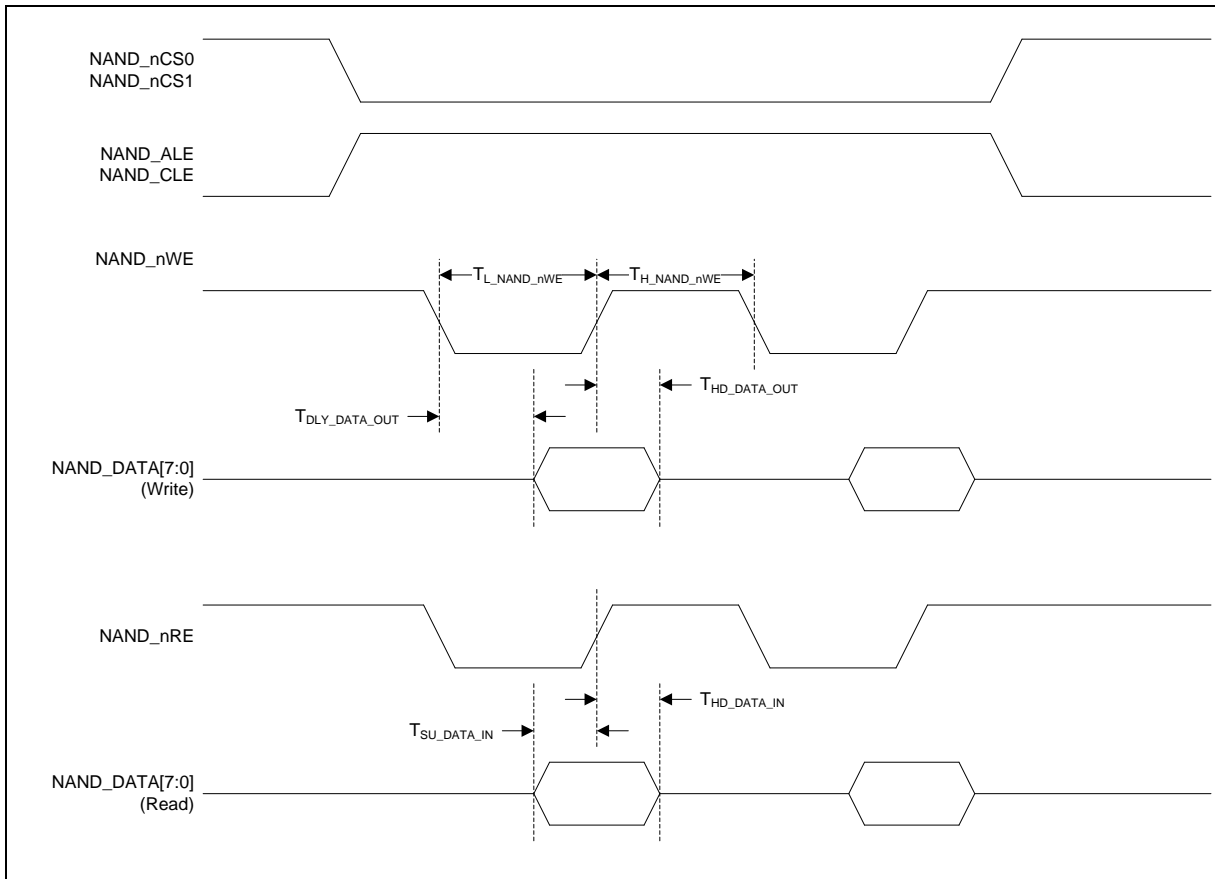 NAND_nCS0
NAND_nCS1
NAND_ALE
NAND_CLE
NAND_nWE
TL_NAND_nWE
TH_NAND_nWE
THD_DATA_OUT
TDLY_DATA_OUT
NAND_DATA[7:0]
(Write)
NAND_nRE
THD_DATA_IN
TSU_DATA_IN
NAND_DATA[7:0]
(Read)